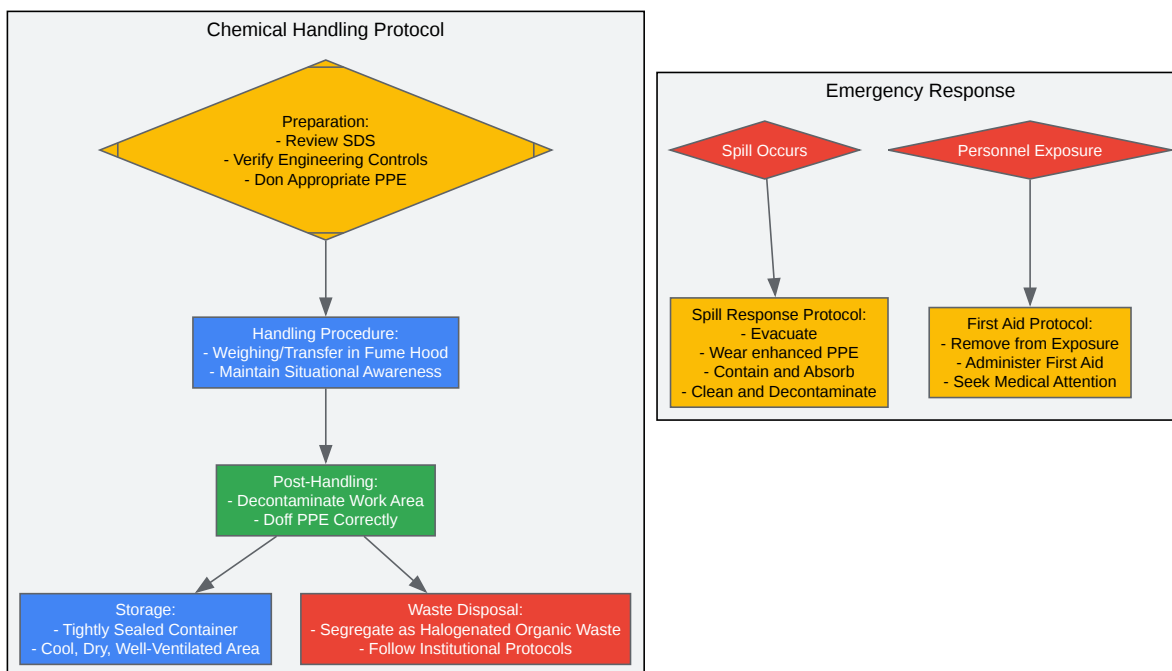 Chemical Handling Protocol
Preparation:
- Review SDS
- Verify Engineering Controls
- Don Appropriate PPE
Handling Procedure:
- Weighing/Transfer in Fume Hood
- Maintain Situational Awareness
Post-Handling:
- Decontaminate Work Area
- Doff PPE Correctly
Storage:
- Tightly Sealed Container
- Cool, Dry, Well-Ventilated Area
Waste Disposal:
- Segregate as Halogenated Organic Waste
- Follow Institutional Protocols
Emergency Response
Spill Occurs
Personnel Exposure
Spill Response Protocol:
- Evacuate
- Wear enhanced PPE
- Contain and Absorb
- Clean and Decontaminate
First Aid Protocol:
- Remove from Exposure
- Administer First Aid
- Seek Medical Attention